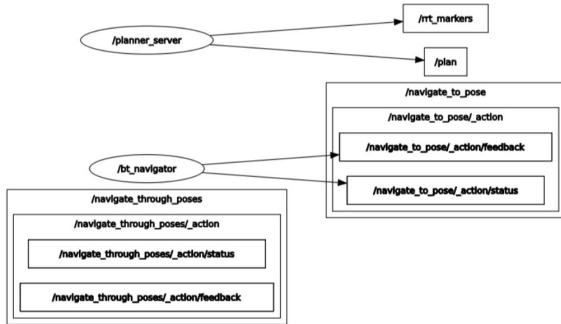 /rrt_markers
/planner_server
/plan
/navigate_to_pose
/navigate_to_pose/_action
/navigate_to_pose/_action/feedback
/bt_navigator
/navigate_to_pose/_action/status
/navigate_through_poses
/navigate_through_poses/_action
/navigate_through_poses/_action/status
/navigate_through_poses/_action/feedback